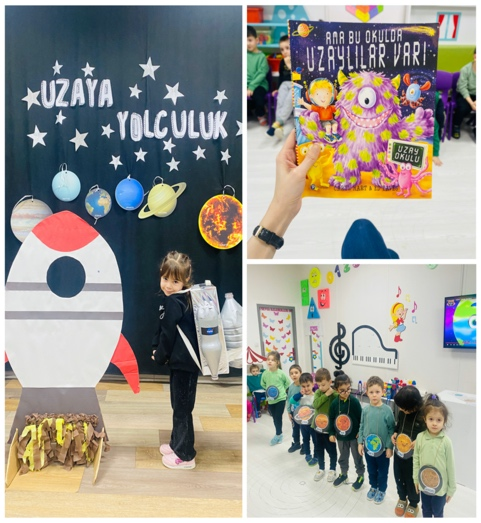 UZAYA
YOLCULUK
AMA BU OKULDA
UZAYLILAR VAR!
UZAY
OKULU